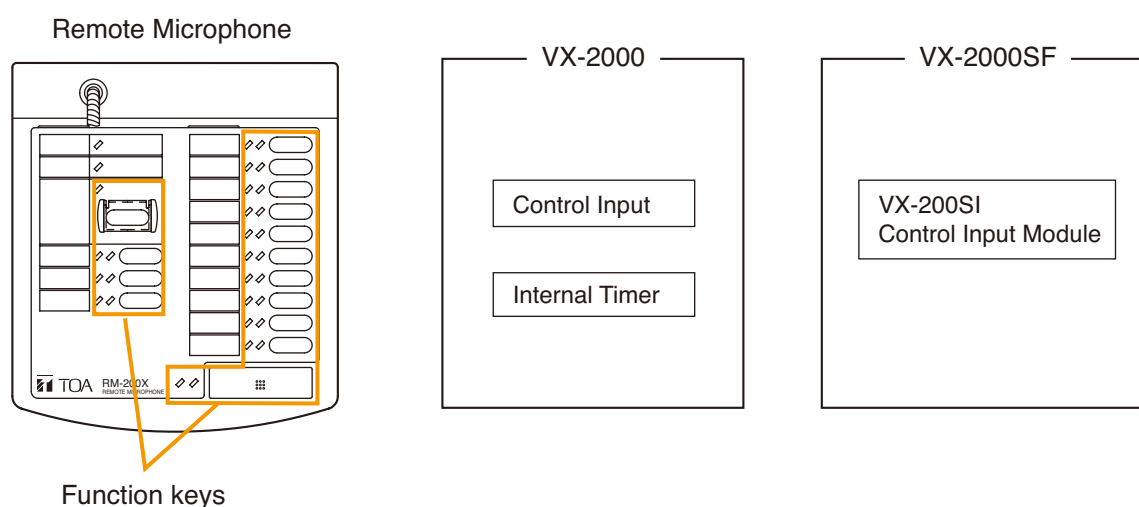 Remote Microphone
TOA RM-200X
REMOTE MICROPHONE
Function keys
VX-2000
Control Input
Internal Timer
VX-2000SF
VX-200SI
Control Input Module